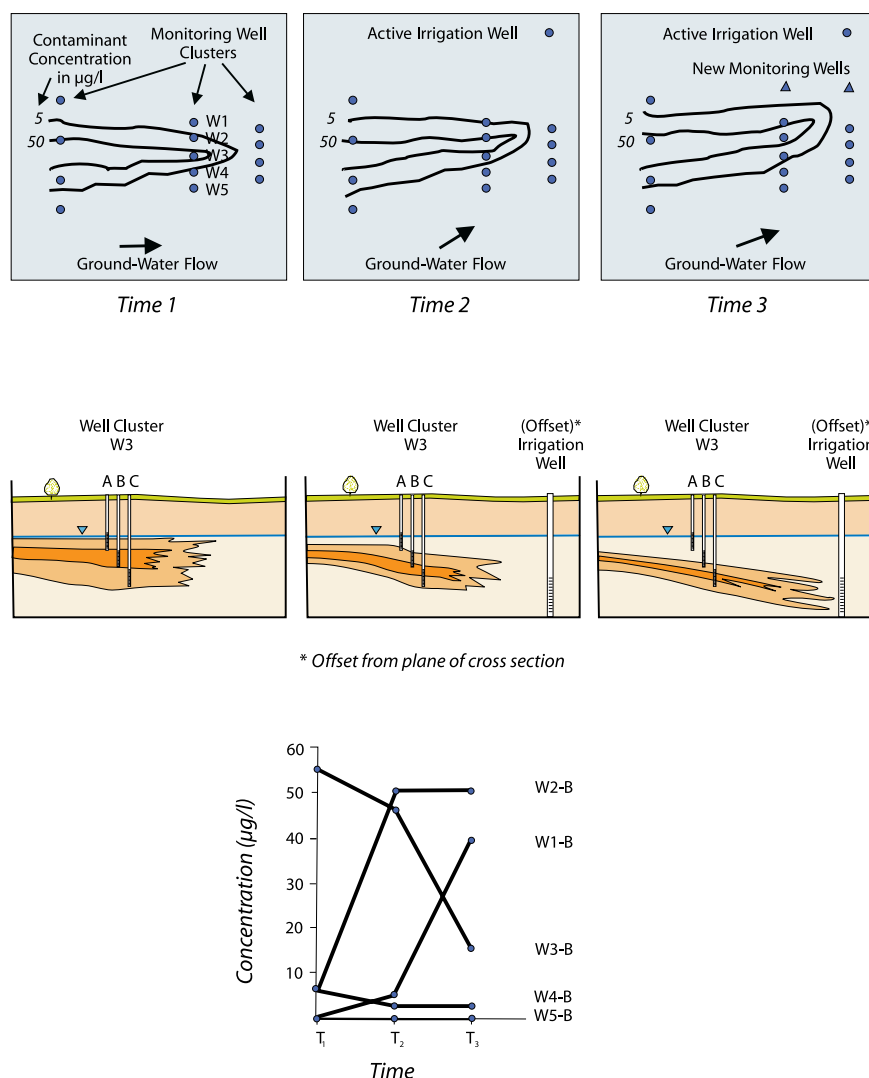 Contaminant
Concentration
in µg/l
Monitoring Well
Clusters
5
50
W1
W2
W3
W4
W5
Ground-Water Flow
Time 1
Active Irrigation Well
5
50
Ground-Water Flow
Time 2
Active Irrigation Well
New Monitoring Wells
5
50
Ground-Water Flow
Time 3
Well Cluster
W3
A B C
Well Cluster
W3
(Offset)*
Irrigation
Well
A B C
Well Cluster
W3
(Offset)*
Irrigation
Well
A B C
* Offset from plane of cross section
Concentration (µg/l)
60
50
40
30
20
10
W2-B
W1-B
W3-B
W4-B
W5-B
T1
T2
T3
Time